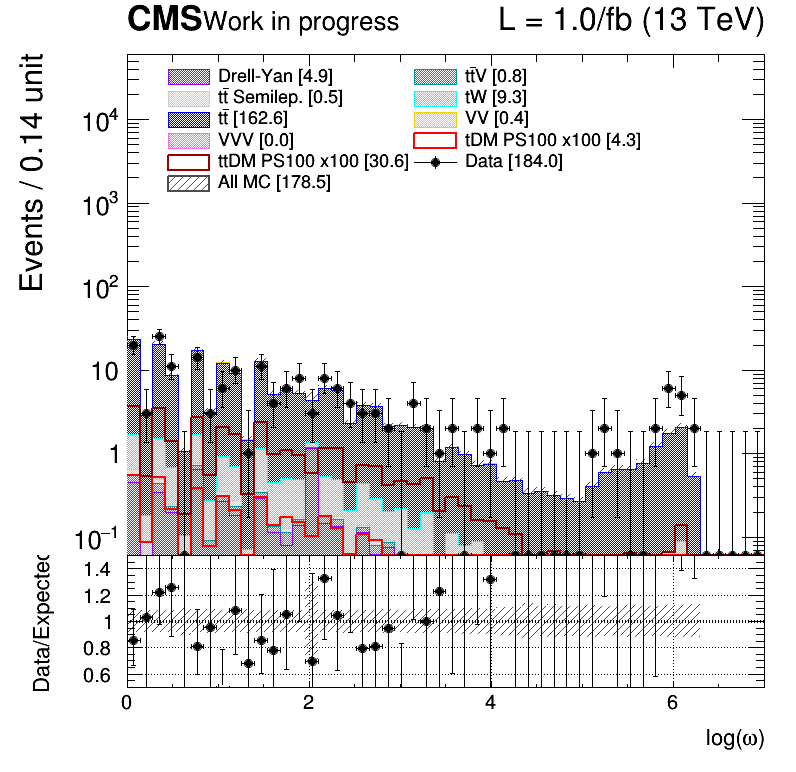 CMS Work in progress L = 1.0/fb (13 TeV)
Events / 0.14 unit
Drell-Yan [4.9] tt̄V [0.8]
tt̄ Semilep. [0.5] tW [9.3]
tt̄ [162.6] VV [0.4]
VVV [0.0] tDM PS100 x100 [4.3]
ttDM PS100 x100 [30.6] Data [184.0]
All MC [178.5]
10⁴
10³
10²
10
1
10⁻¹
Data/Expected
1.4
1.2
1
0.8
0.6
0 2 4 6
log(ω)